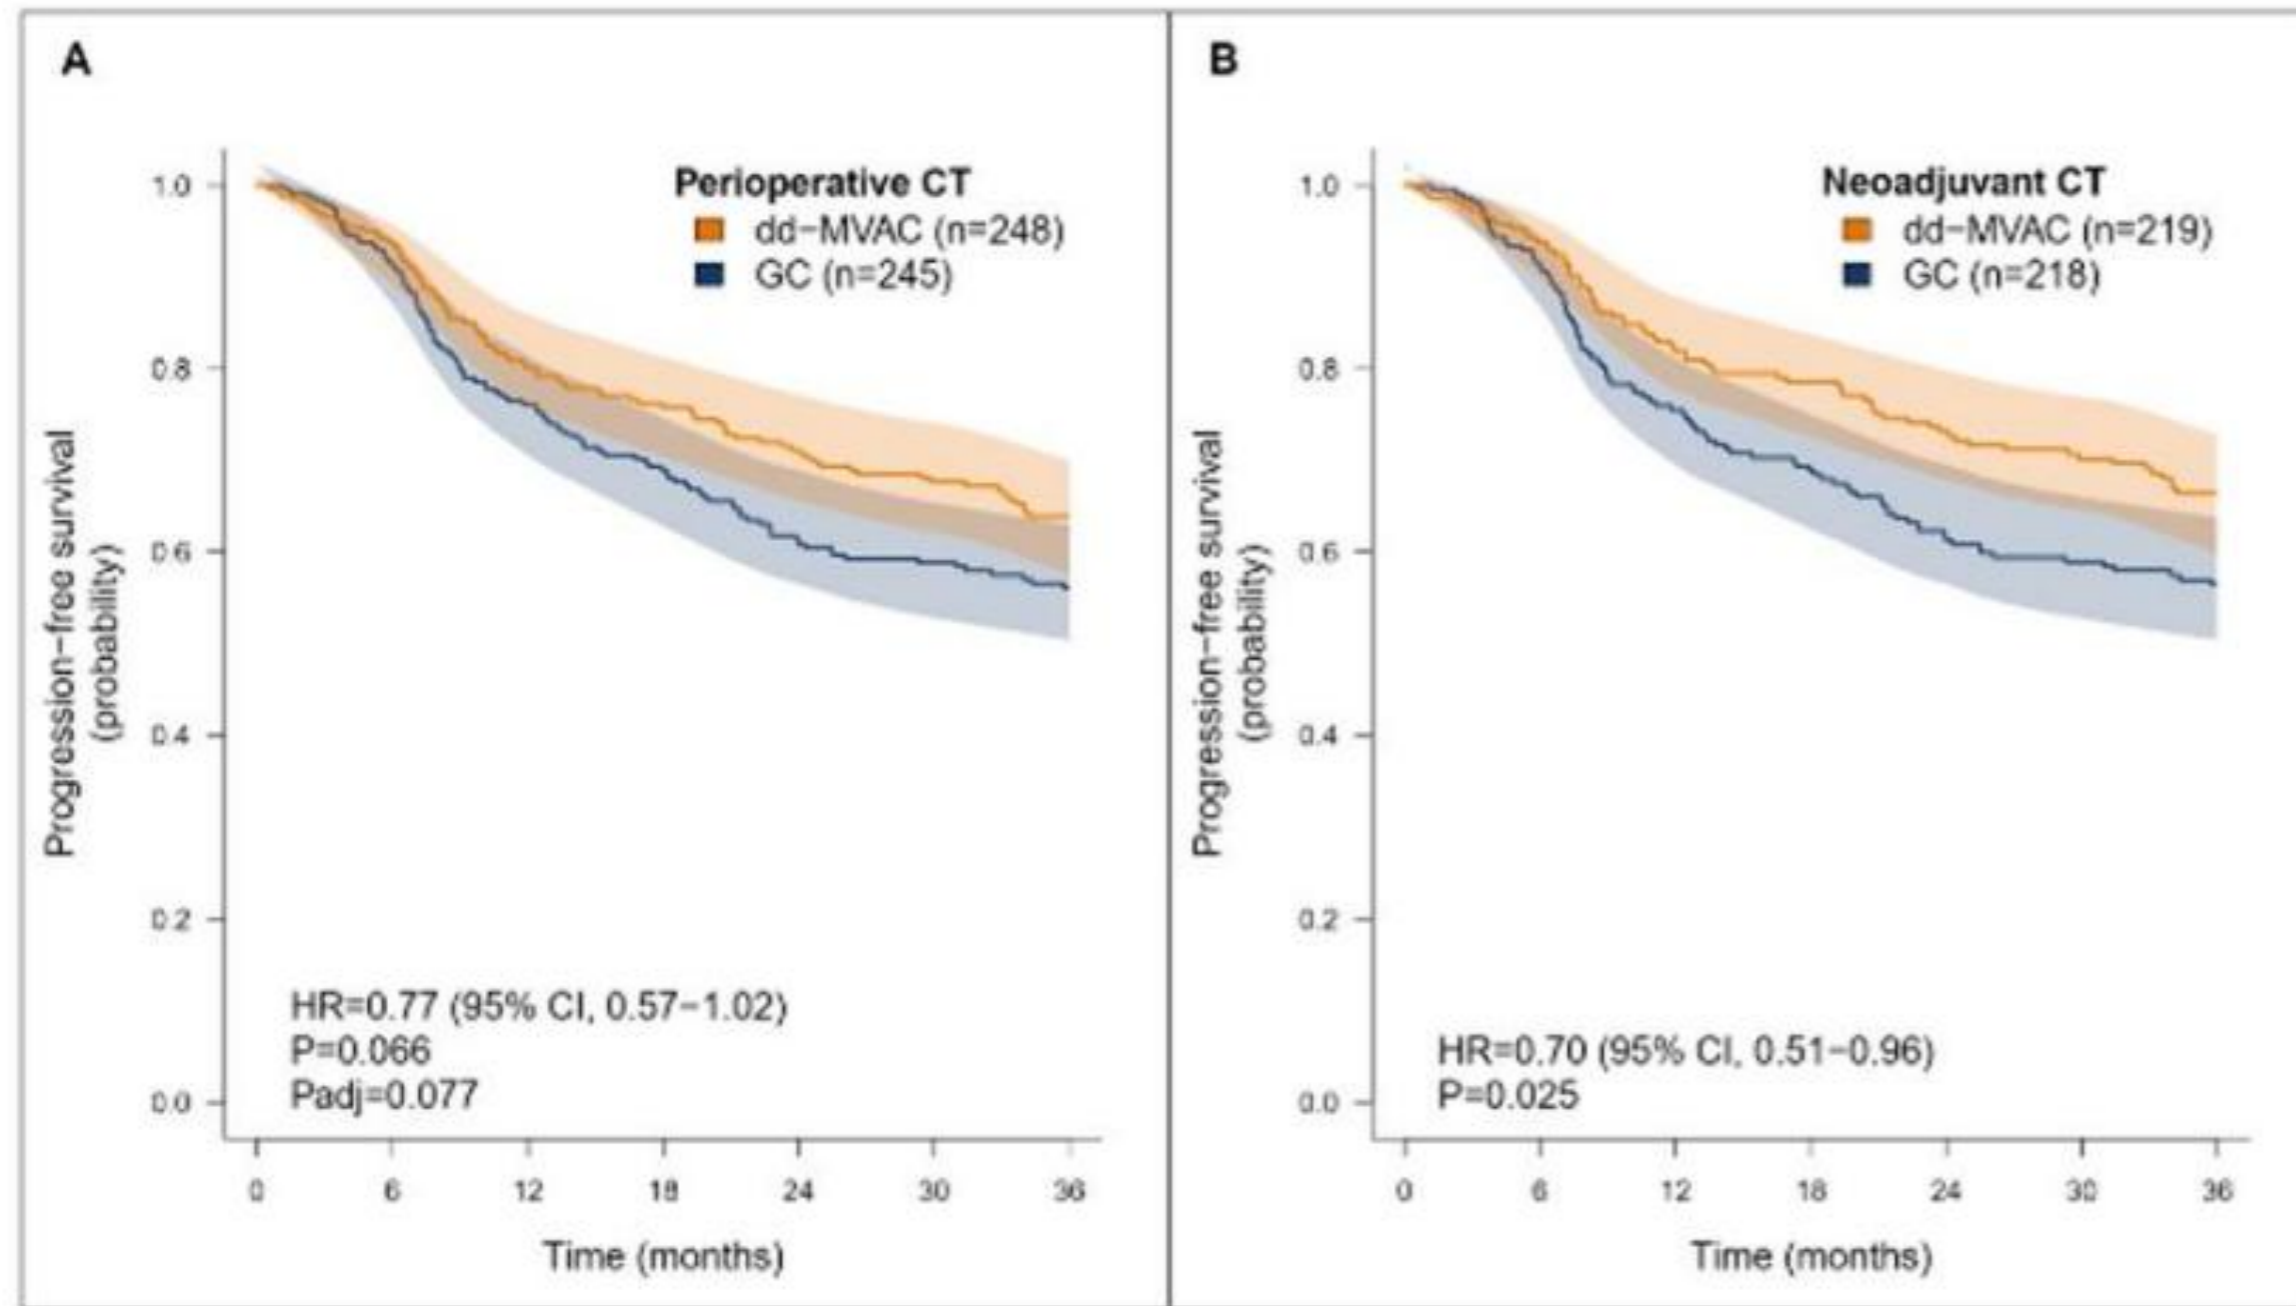 A
Progression-free survival
(probability)
1.0
0.8
0.6
0.4
0.2
0.0
Perioperative CT
dd-MVAC (n=248)
GC (n=245)
HR=0.77 (95% CI, 0.57-1.02)
P=0.066
Padj=0.077
0 6 12 18 24 30 36
Time (months)
B
Progression-free survival
(probability)
1.0
0.8
0.6
0.4
0.2
0.0
Neoadjuvant CT
dd-MVAC (n=219)
GC (n=218)
HR=0.70 (95% CI, 0.51-0.96)
P=0.025
0 6 12 18 24 30 36
Time (months)